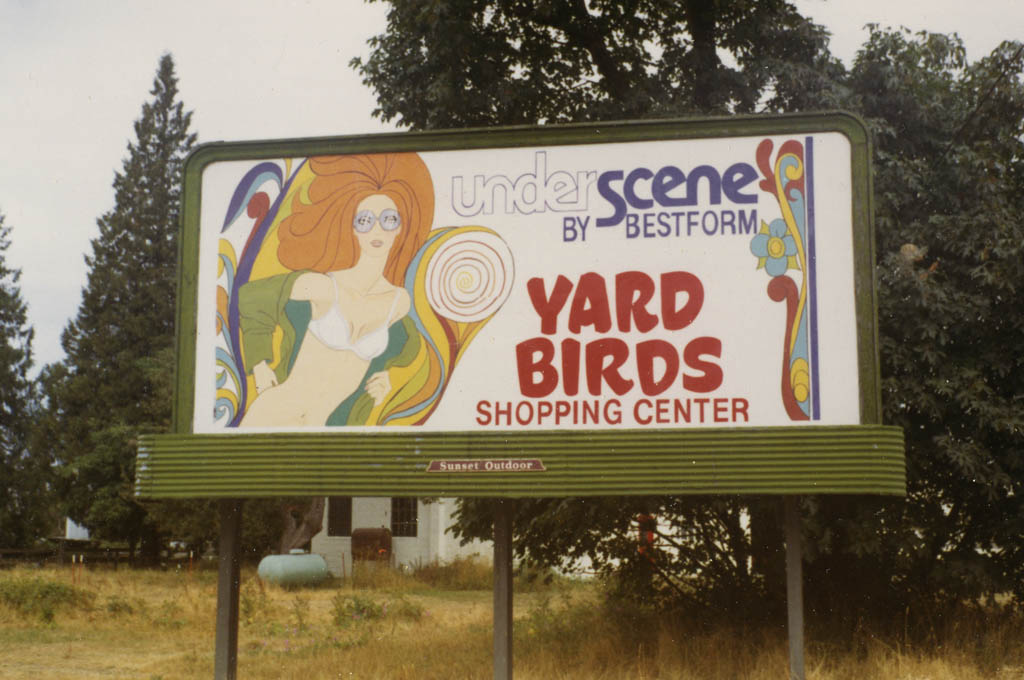 underscene
BY BESTFORM
YARD
BIRDS
SHOPPING CENTER
Sunset Outdoor